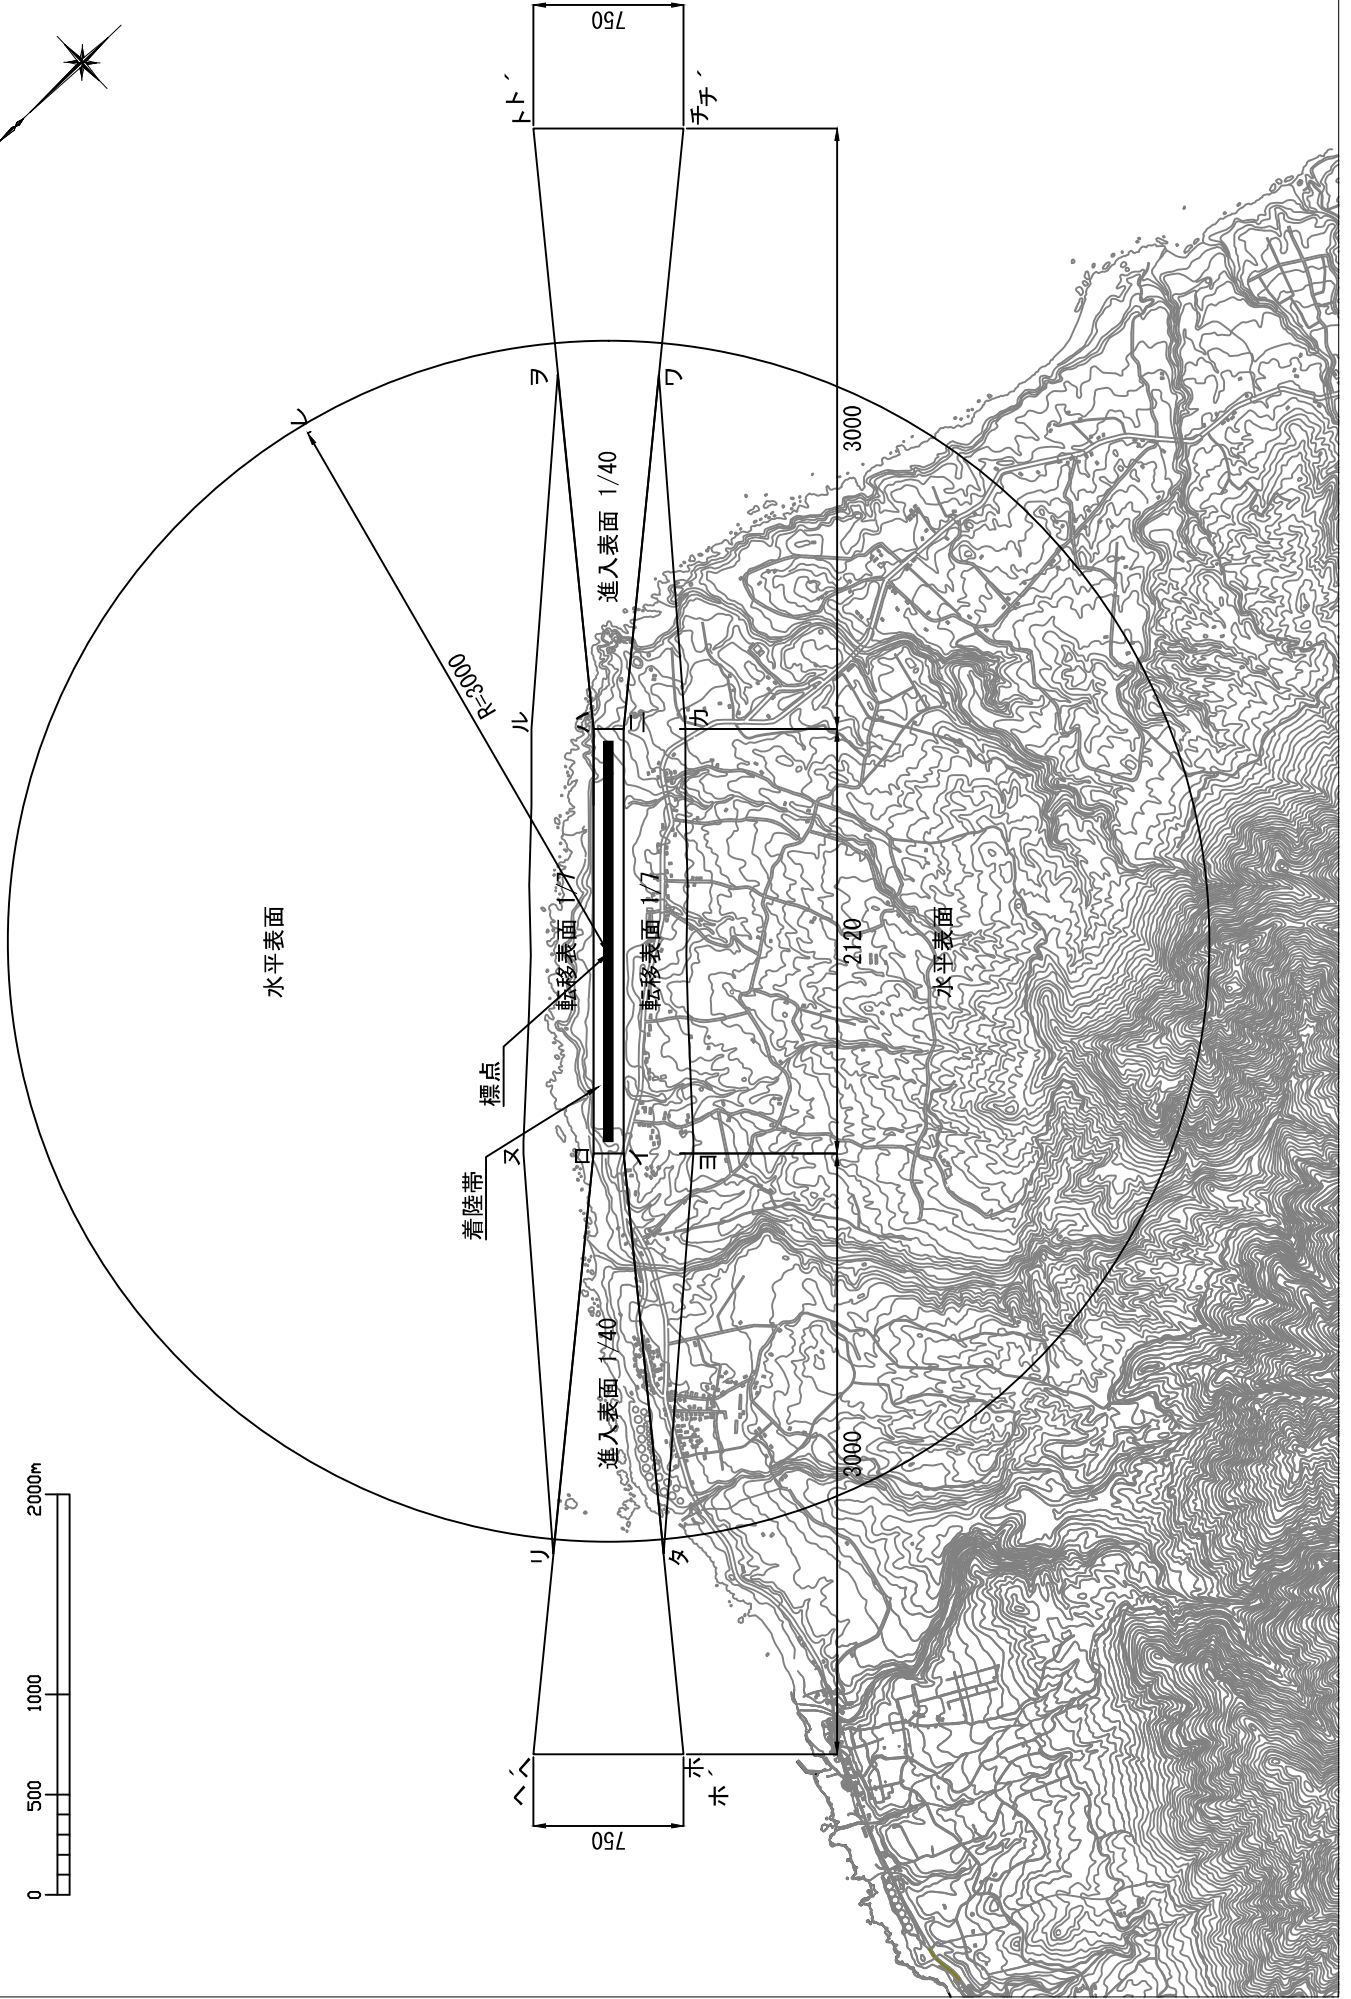 750
ト ト´
チ チ´
ヲ
ワ
レ
3000
進入表面 1/40
R=3000
ル
ハ
ニ
カ
水平表面
転移表面 1/7
転移表面 1/7
2120
水平表面
標点
着陸帯
ヌ
ロ
イ
ヨ
進入表面 1/40
3000
リ
タ
ヘ ヘ´
ホ ホ´
750
0 500 1000 2000m